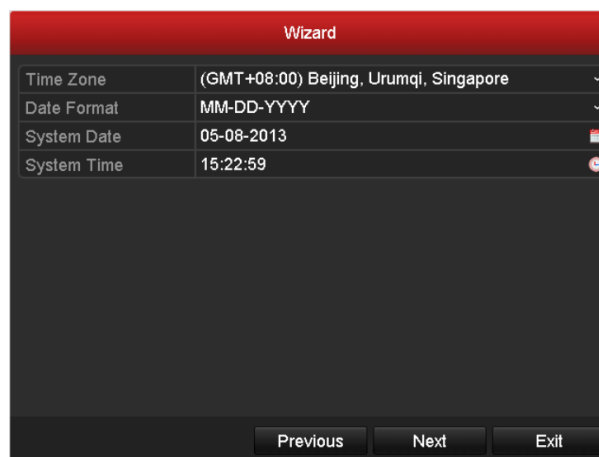 Wizard
Time Zone (GMT+08:00) Beijing, Urumqi, Singapore
Date Format MM-DD-YYYY
System Date 05-08-2013
System Time 15:22:59
Previous Next Exit